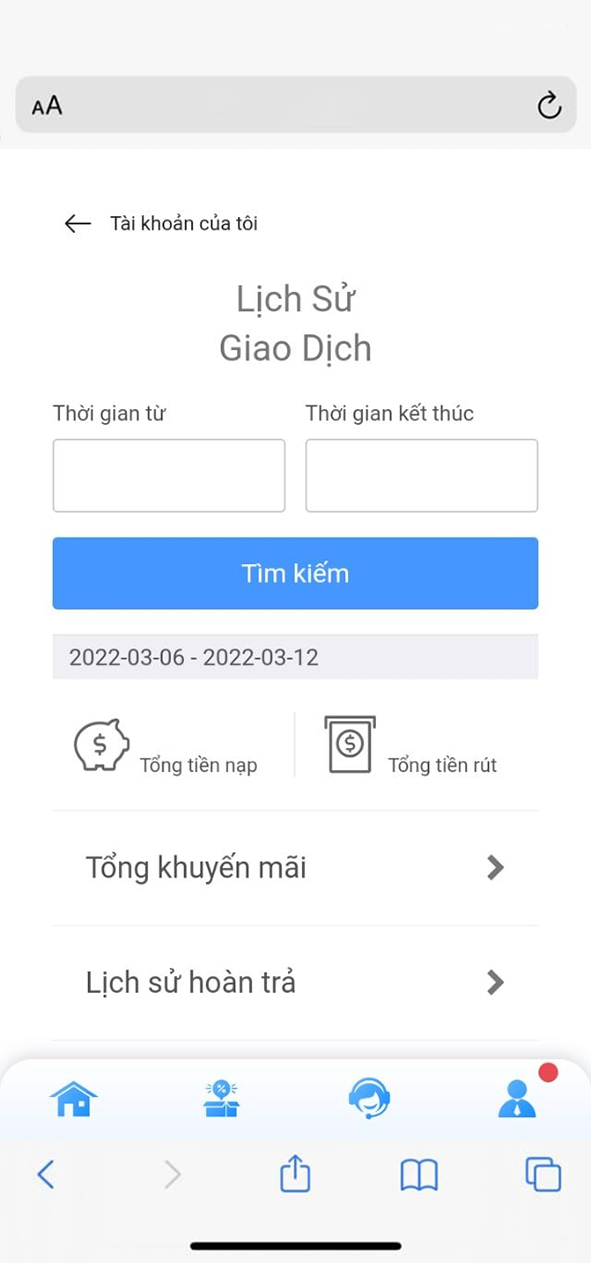 AA
Tài khoản của tôi
Lịch Sử
Giao Dịch
Thời gian từ
Thời gian kết thúc
Tìm kiếm
2022-03-06 - 2022-03-12
$ Tổng tiền nạp
$ Tổng tiền rút
Tổng khuyến mãi
Lịch sử hoàn trả
%